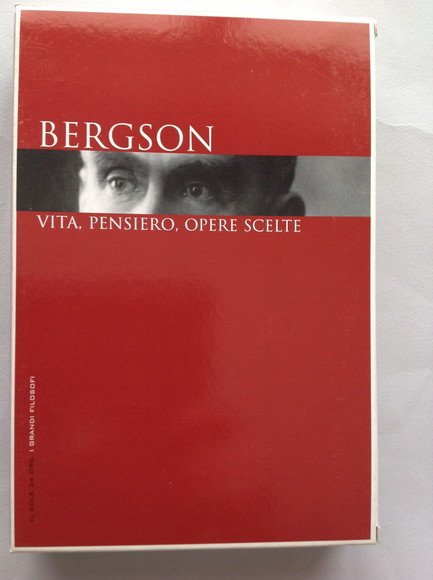 BERGSON
VITA, PENSIERO, OPERE SCELTE
IL SOLE 24 ORE I GRANDI FILOSOFI